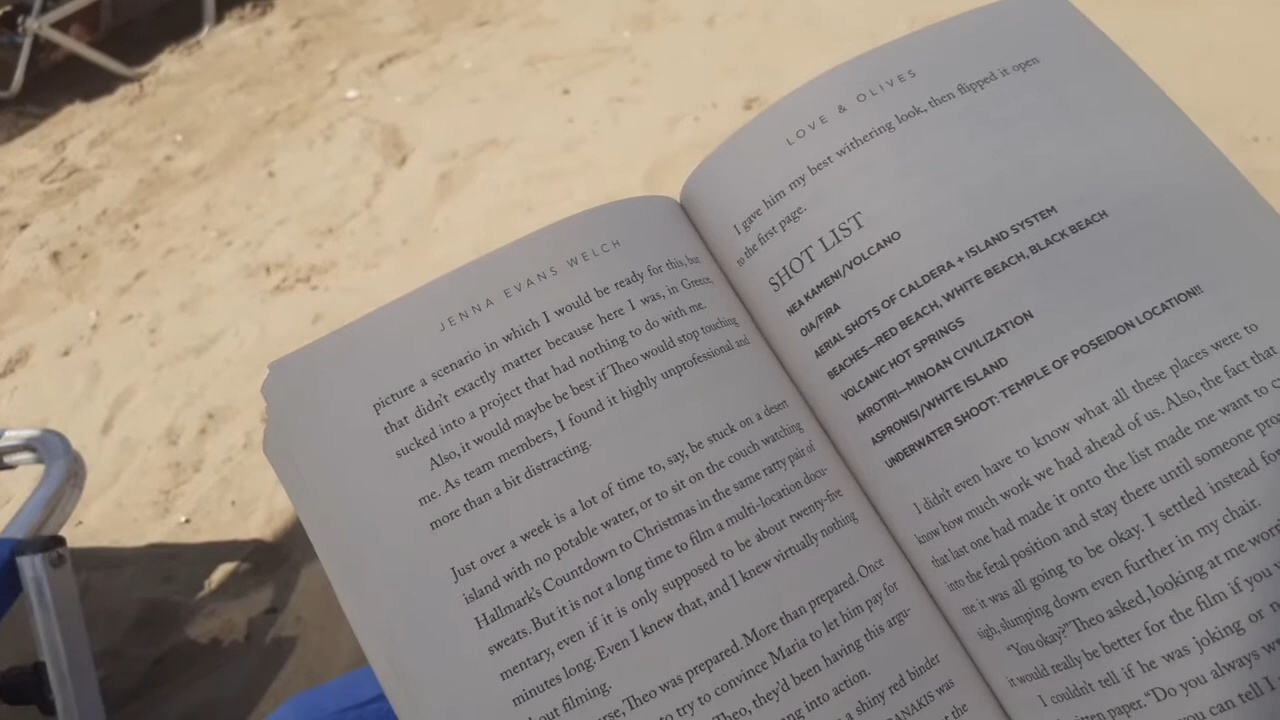 JENNA EVANS WELCH
picture a scenario in which I would be ready for this, but
that didn't exactly matter because here I was, in Greece,
sucked into a project that had nothing to do with me.
Also, it would maybe be best if Theo would stop touching
me. As team members, I found it highly unprofessional and
more than a bit distracting.
Just over a week is a lot of time to, say, be stuck on a desert
island with no potable water, or to sit on the couch watching
Hallmark's Countdown to Christmas in the same ratty pair of
sweats. But it is not a long time to film a multi-location docu-
mentary, even if it is only supposed to be about twenty-five
minutes long. Even I knew that, and I knew virtually nothing
about filming.
Theo was prepared. More than prepared. Once
to try to convince Maria to let him pay for
Theo, they'd been having this argu-
into action.
a shiny red binder
was
the
LOVE & OLIVES
I gave him my best withering look, then flipped it open
to the first page.
SHOT LIST
NEA KAMENI/VOLCANO
OIA/FIRA
AERIAL SHOTS OF CALDERA + ISLAND SYSTEM
BEACHES—RED BEACH, WHITE BEACH, BLACK BEACH
VOLCANIC HOT SPRINGS
AKROTIRI—MINOAN CIVILIZATION
ASPRONISI/WHITE ISLAND
UNDERWATER SHOOT: TEMPLE OF POSEIDON LOCATION!!
I didn't even have to know what all these places were to
know how much work we had ahead of us. Also, the fact that
that last one had made it onto the list made me want to
into the fetal position and stay there until someone
me it was all going to be okay. I settled instead for
sigh, slumping down even further in my chair.
"You okay?" Theo asked, looking at me
it would really be better for the film if you
I couldn't tell if he was joking or
paper. "Do you always
you can tell I